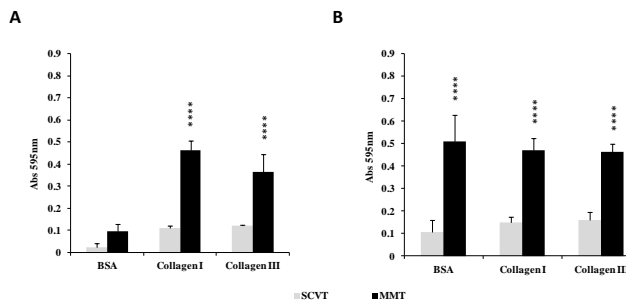 A
B
0.9
0.8
0.7
0.6
0.5
0.4
0.3
0.2
0.1
0
Abs 595nm
****
****
BSA
Collagen I
Collagen III
0.9
0.8
0.7
0.6
0.5
0.4
0.3
0.2
0.1
0
Abs 595nm
****
****
****
BSA
Collagen I
Collagen III
SCVT
MMT